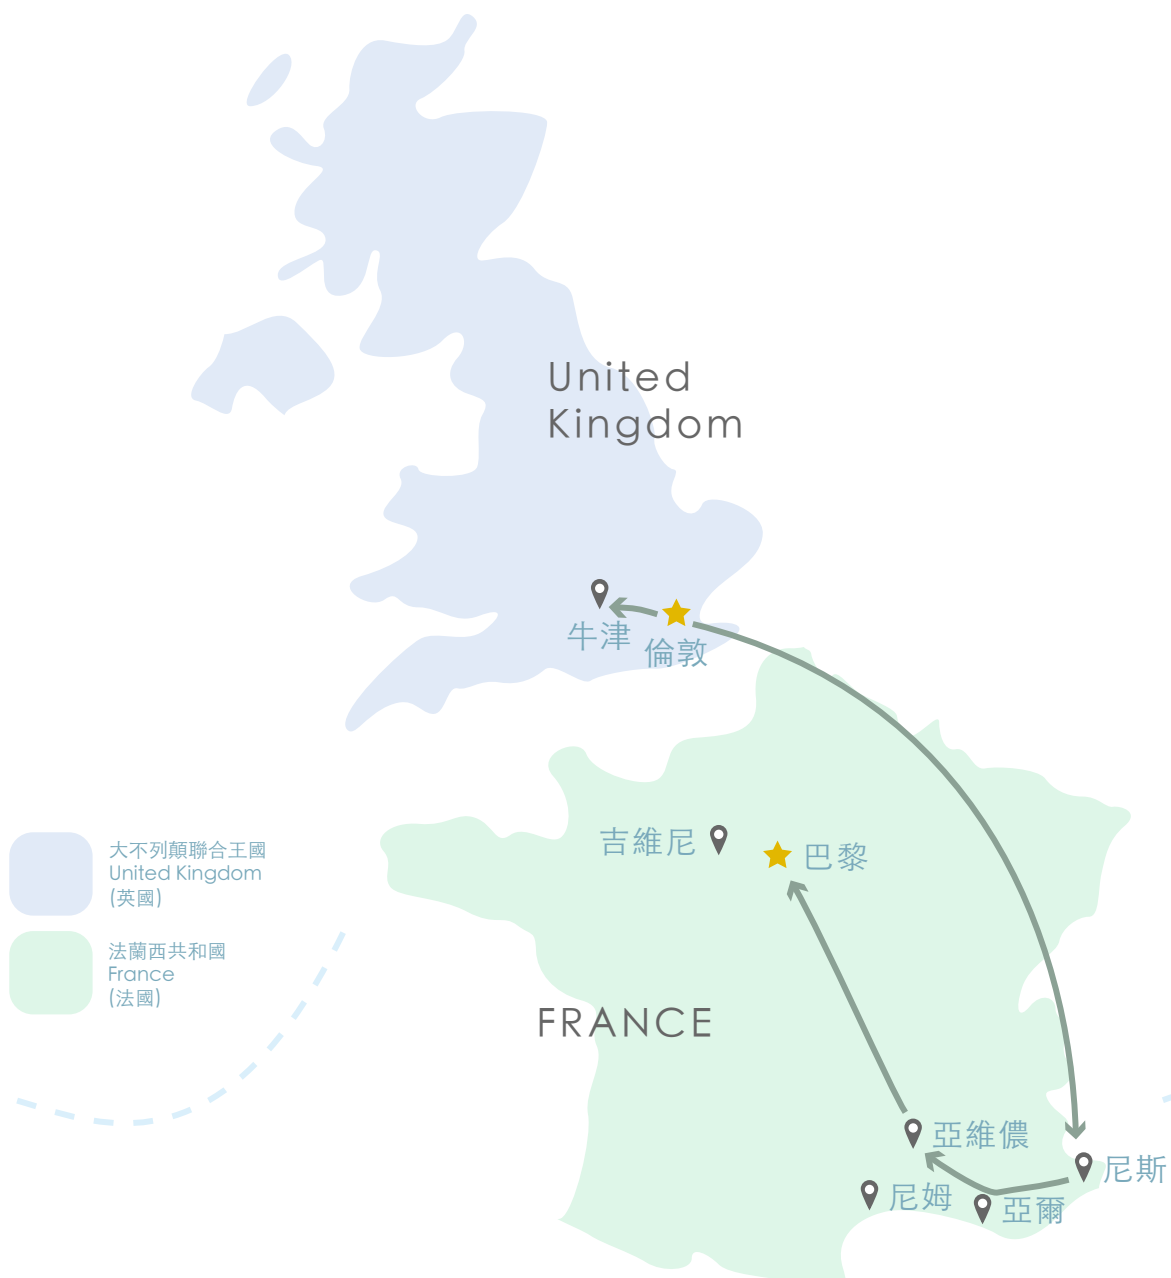 United
Kingdom
牛津
倫敦
吉維尼
巴黎
大不列顛聯合王國
United Kingdom
(英國)
法蘭西共和國
France
(法國)
FRANCE
亞維儂
尼斯
尼姆
亞爾